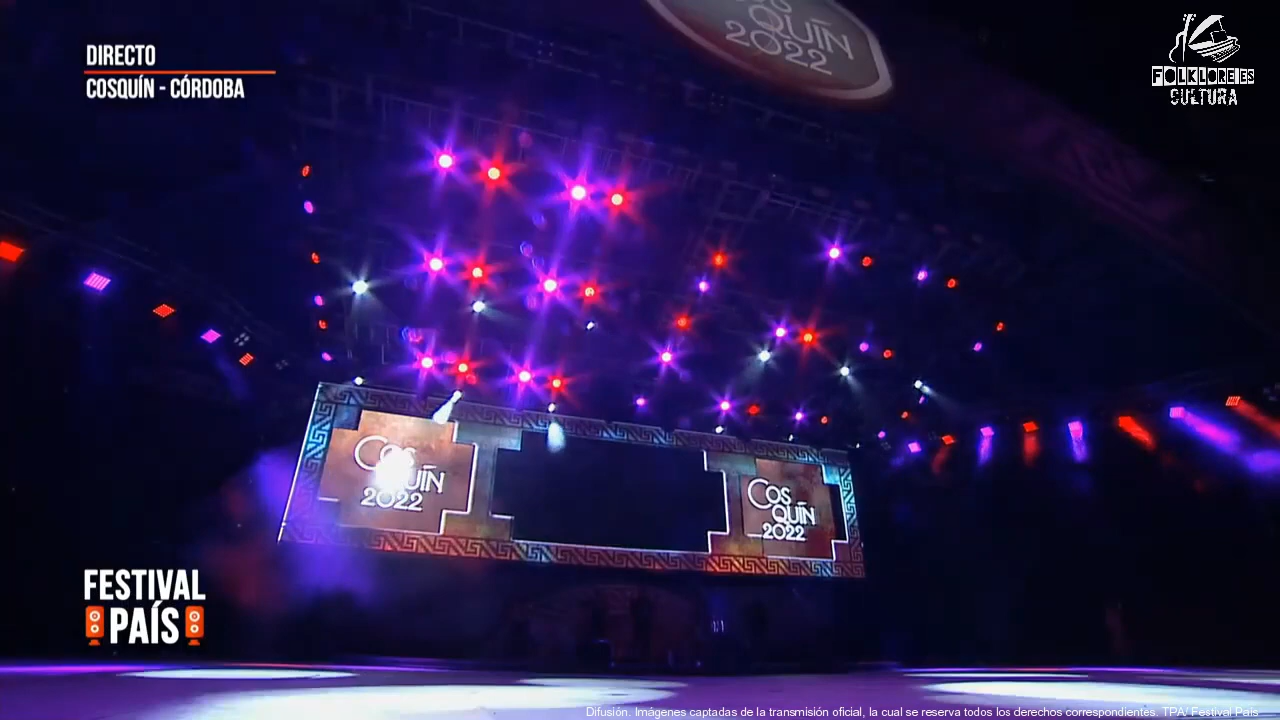 DIRECTO
COSQUÍN - CÓRDOBA
COS
QUÍN
2022
FOLKLORE ES
CULTURA
COS
QUÍN
2022
COS
QUÍN
2022
FESTIVAL
PAÍS
Difusión. Imágenes captadas de la transmisión oficial, la cual se reserva todos los derechos correspondientes. TPA/ Festival País